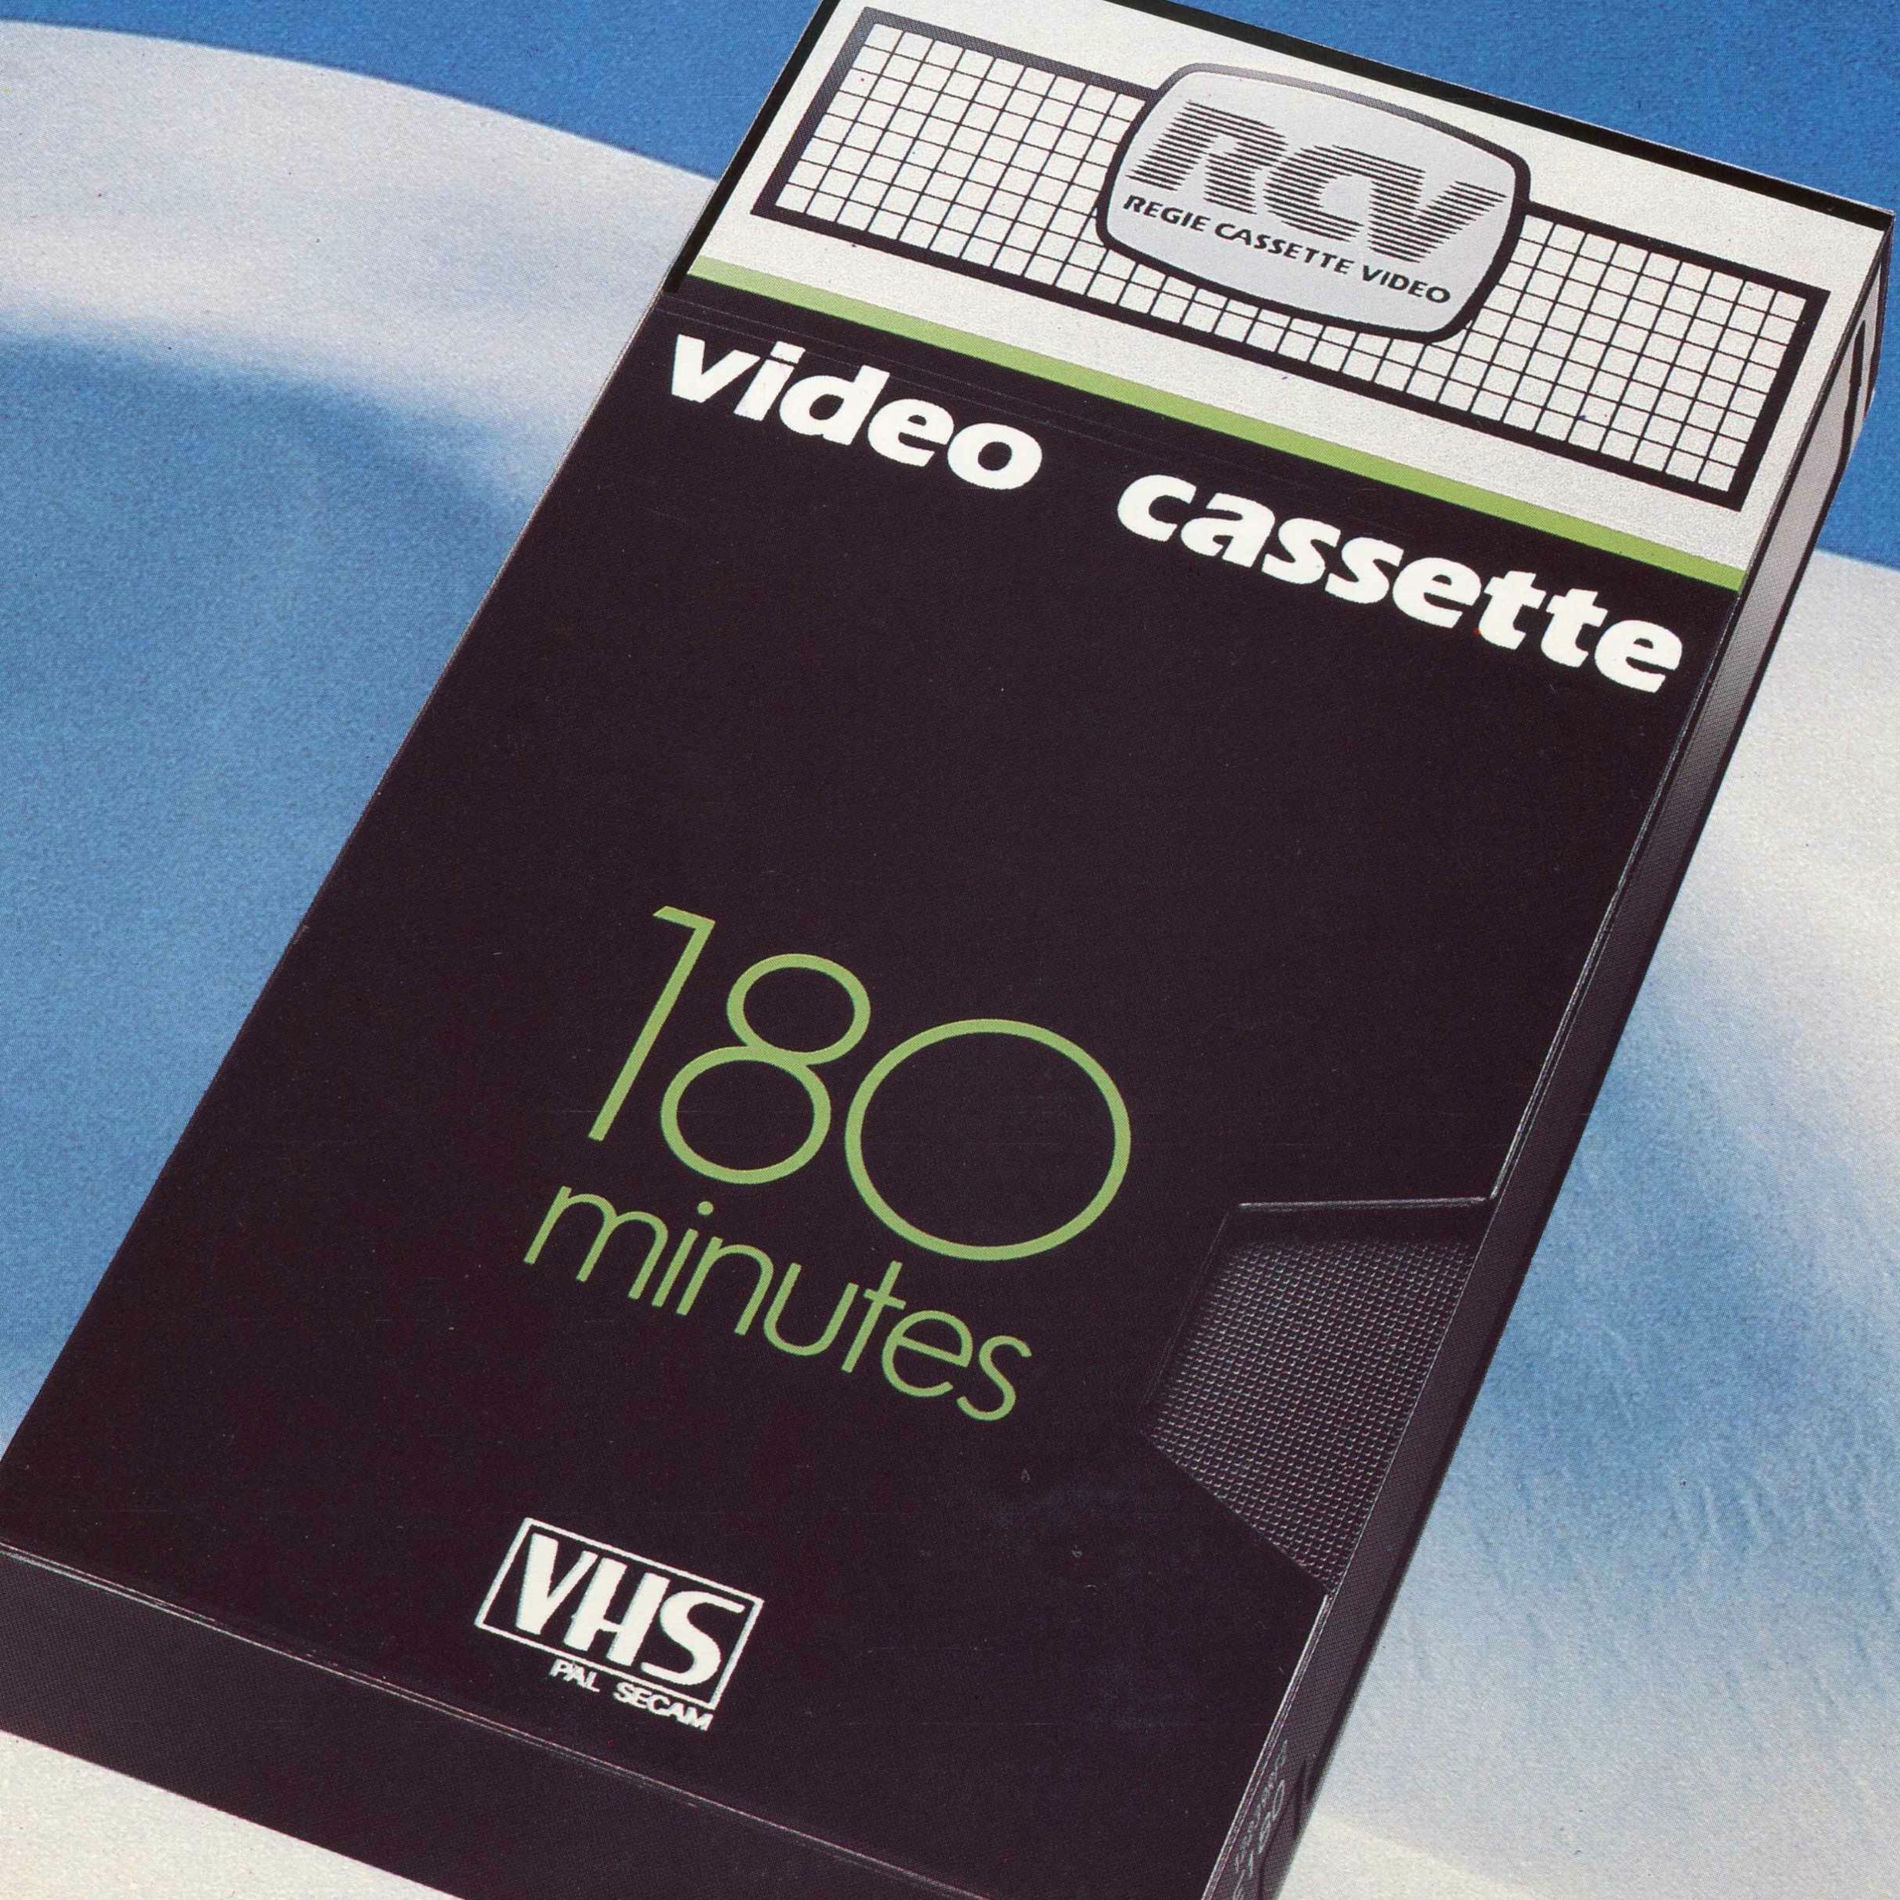 RCV
REGIE CASSETTE VIDEO
video cassette
180
minutes
VHS
PAL SECAM